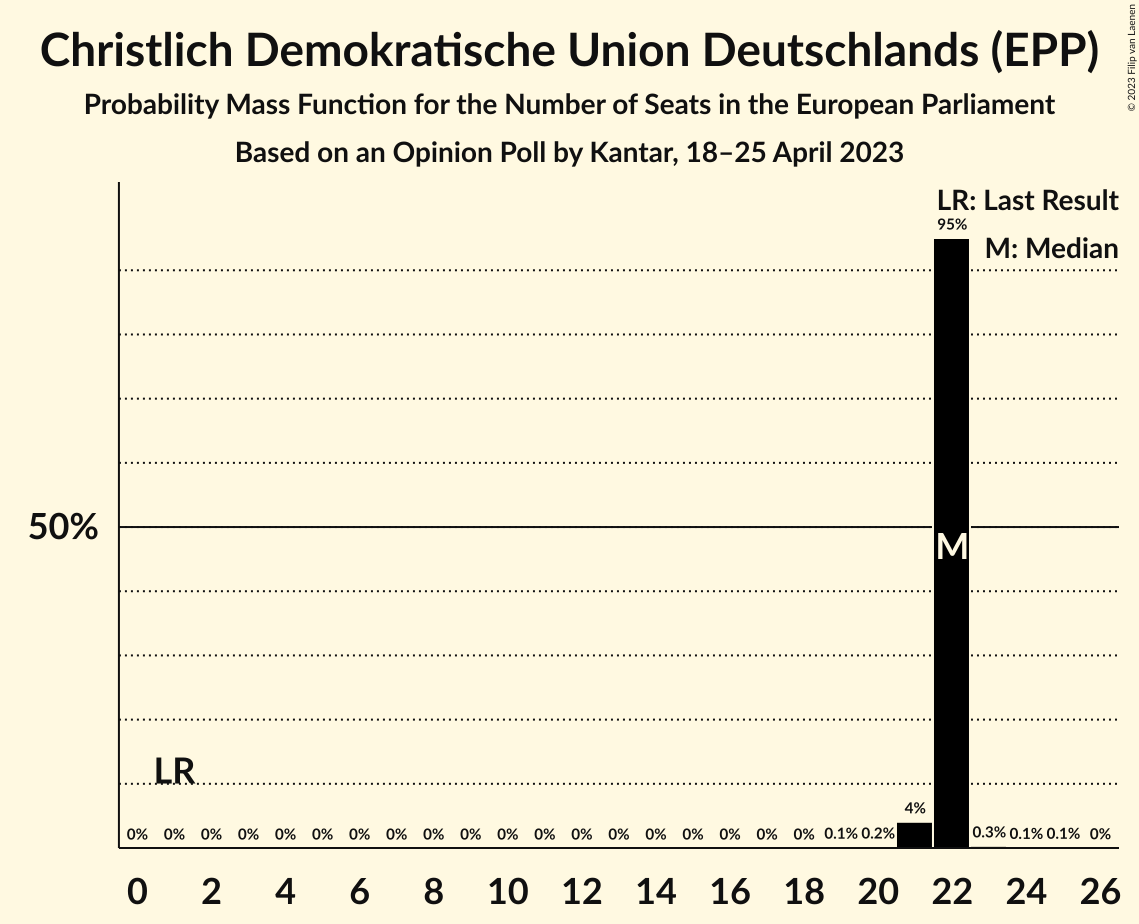 Christlich Demokratische Union Deutschlands (EPP)
Probability Mass Function for the Number of Seats in the European Parliament
Based on an Opinion Poll by Kantar, 18–25 April 2023
© 2023 Filip van Laenen
LR: Last Result
95%
M: Median
50%
M
LR
4%
0% 0% 0% 0% 0% 0% 0% 0% 0% 0% 0% 0% 0% 0% 0% 0% 0% 0% 0% 0.1% 0.2% 0.3% 0.1% 0.1% 0%
0 2 4 6 8 10 12 14 16 18 20 22 24 26